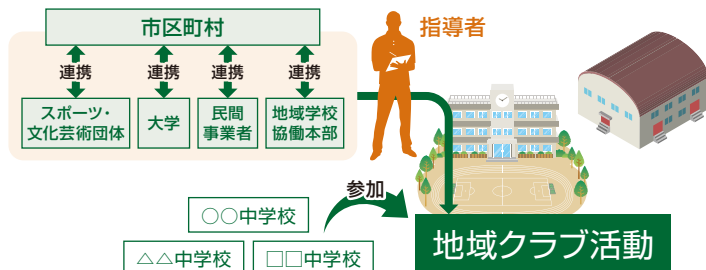 市区町村
指導者
連携
連携
連携
連携
スポーツ・
文化芸術団体
大学
民間
事業者
地域学校
協働本部
参加
○○中学校
△△中学校
□□中学校
地域クラブ活動